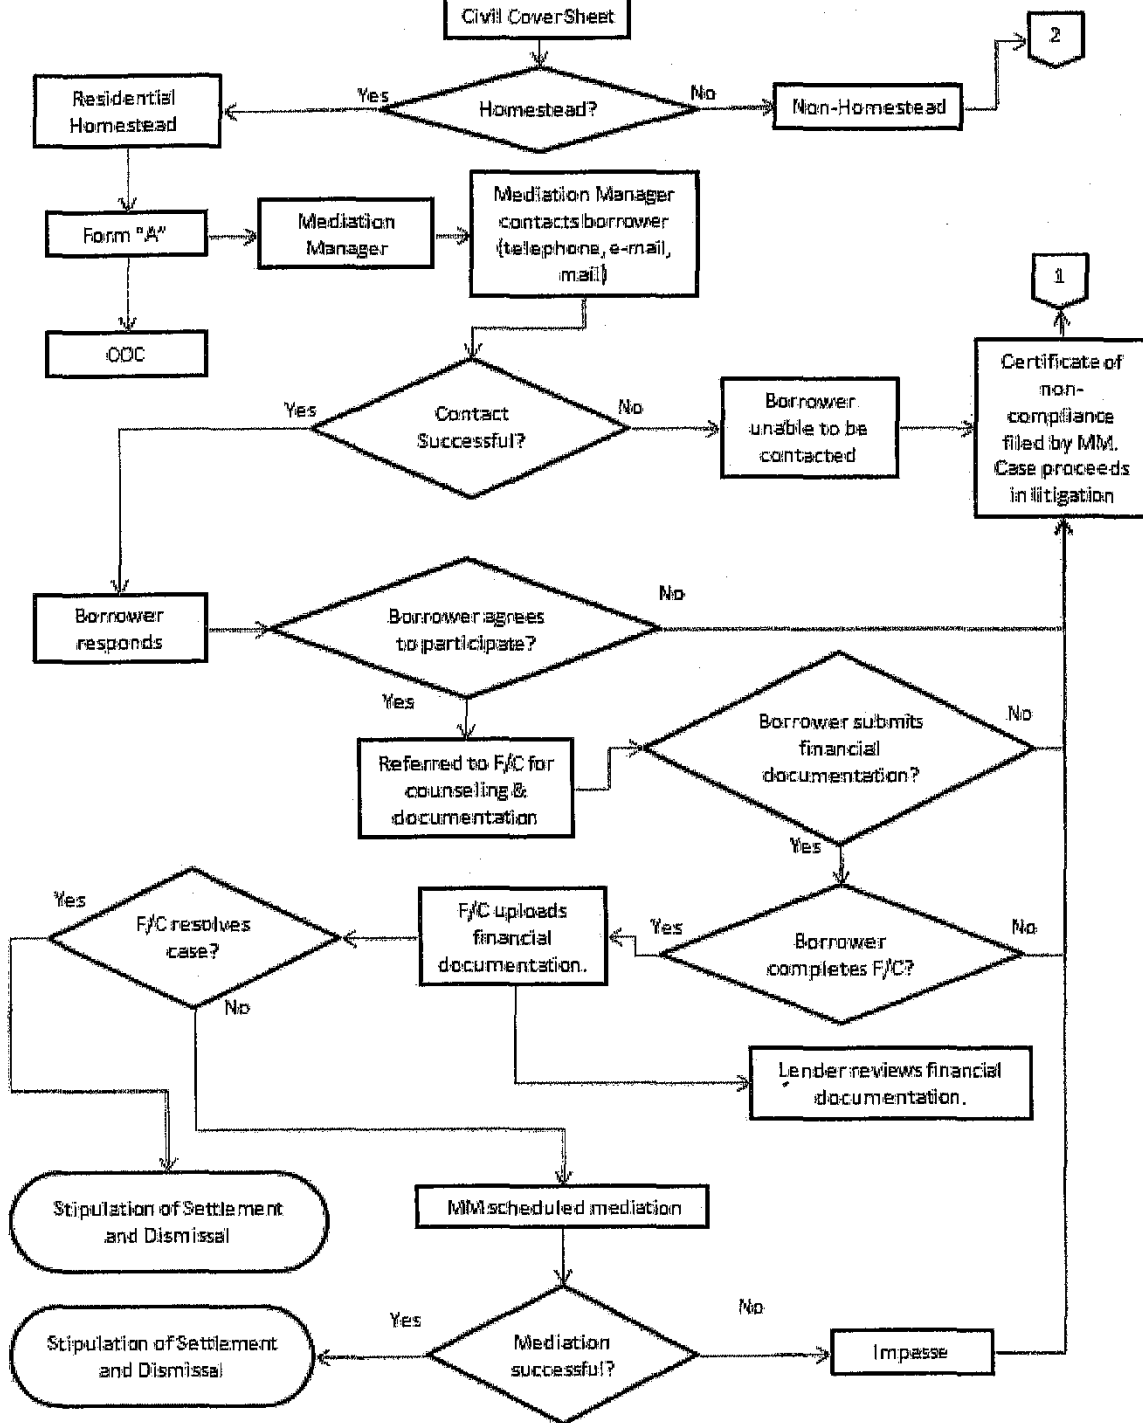 Civil Cover Sheet
2
Yes
Homestead?
No
Non-Homestead
Residential
Homestead
Form "A"
Mediation
Manager
Mediation Manager
contacts borrower
(telephone, e-mail,
mail)
1
ODC
Yes
Contact
Successful?
No
Borrower
unable to be
contacted
Certificate of
non-
compliance
filed by MM.
Case proceeds
in litigation
Borrower
responds
Borrower agrees
to participate?
No
Yes
Referred to F/C for
counseling &
documentation
Borrower submits
financial
documentation?
No
Yes
Yes
F/C resolves
case?
No
F/C uploads
financial
documentation.
Yes
Borrower
completes F/C?
No
Lender reviews financial
documentation.
Stipulation of Settlement
and Dismissal
MM scheduled mediation
Stipulation of Settlement
and Dismissal
Yes
Mediation
successful?
No
Impasse